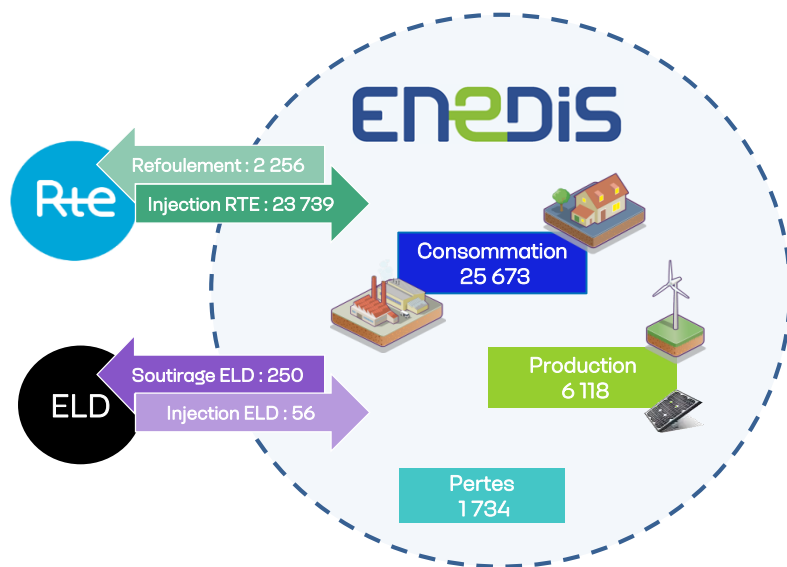 ENEDIS
Rte
Refoulement : 2 256
Injection RTE : 23 739
Consommation
25 673
ELD
Soutirage ELD : 250
Injection ELD : 56
Production
6 118
Pertes
1 734